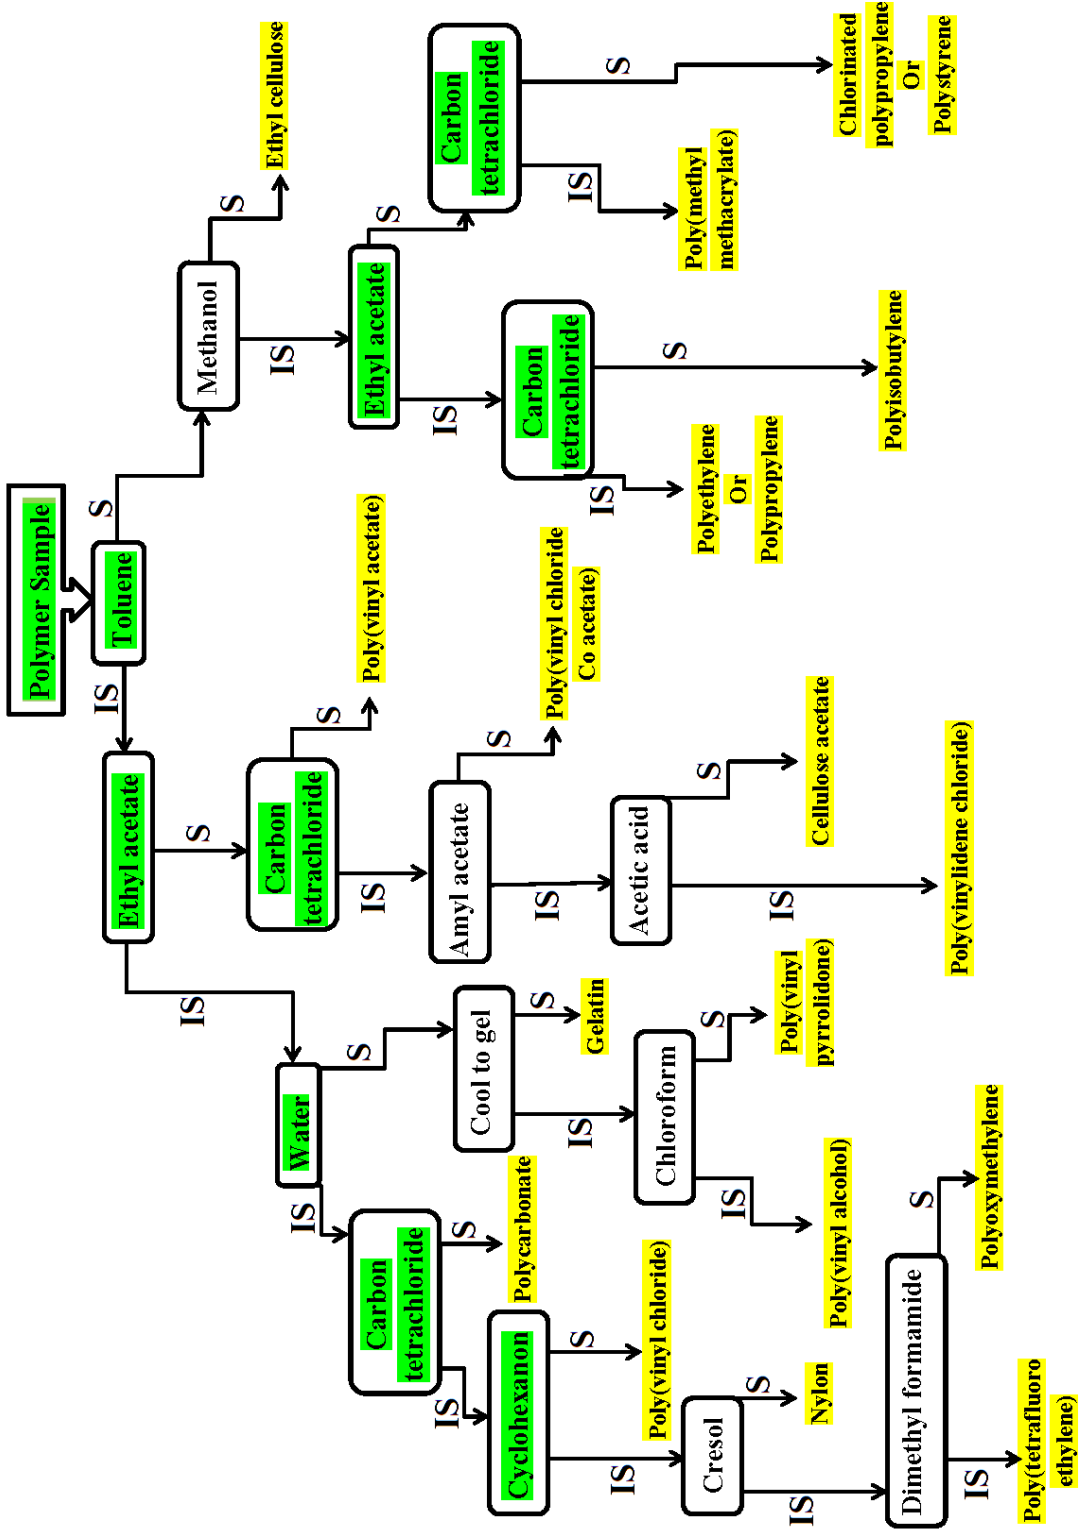 Polymer Sample
Toluene
IS
S
Ethyl acetate
Methanol
IS
S
IS
S
Ethyl cellulose
Water
Carbon
tetrachloride
Ethyl acetate
IS
S
IS
S
Poly(vinyl acetate)
IS
S
Carbon
tetrachloride
Cool to gel
Amyl acetate
Carbon
tetrachloride
Carbon
tetrachloride
IS
S
Polycarbonate
IS
S
Gelatin
IS
S
Poly(vinyl chloride
Co acetate)
IS
S
IS
S
Cyclohexanon
Chloroform
Acetic acid
Polyethylene
Or
Polypropylene
Polyisobutylene
Poly(methyl
methacrylate)
Chlorinated
polypropylene
Or
Polystyrene
IS
S
Poly(vinyl chloride)
IS
S
Poly(vinyl alcohol)
Poly(vinyl
pyrrolidone)
IS
S
Cellulose acetate
Poly(vinylidene chloride)
Cresol
IS
S
Nylon
Dimethyl formamide
IS
S
Poly(tetrafluoro
ethylene)
Polyoxymethylene